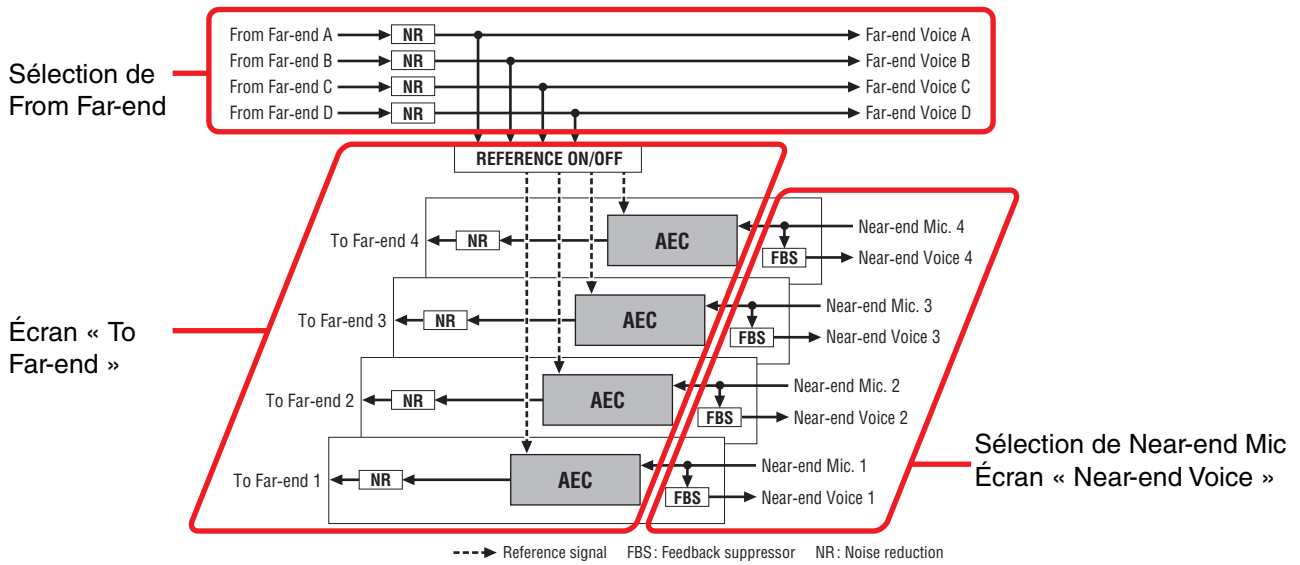 From Far-end A NR Far-end Voice A
From Far-end B NR Far-end Voice B
From Far-end C NR Far-end Voice C
From Far-end D NR Far-end Voice D
Sélection de
From Far-end
REFERENCE ON/OFF
To Far-end 4 NR AEC Near-end Mic. 4
FBS Near-end Voice 4
To Far-end 3 NR AEC Near-end Mic. 3
FBS Near-end Voice 3
Écran « To
Far-end »
To Far-end 2 NR AEC Near-end Mic. 2
FBS Near-end Voice 2
To Far-end 1 NR AEC Near-end Mic. 1
FBS Near-end Voice 1
Sélection de Near-end Mic
Écran « Near-end Voice »
Reference signal FBS: Feedback suppressor NR: Noise reduction